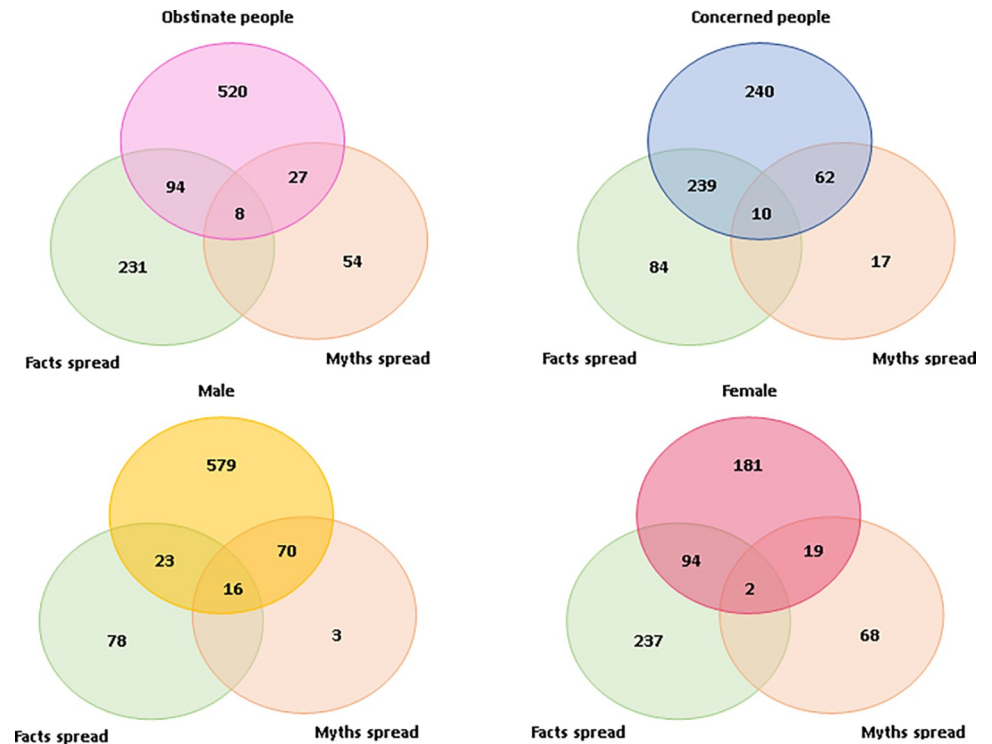 Obstinate people
520
94
27
8
231
54
Facts spread
Myths spread
Concerned people
240
239
62
10
84
17
Facts spread
Myths spread
Male
579
23
70
16
78
3
Facts spread
Myths spread
Female
181
94
19
2
237
68
Facts spread
Myths spread